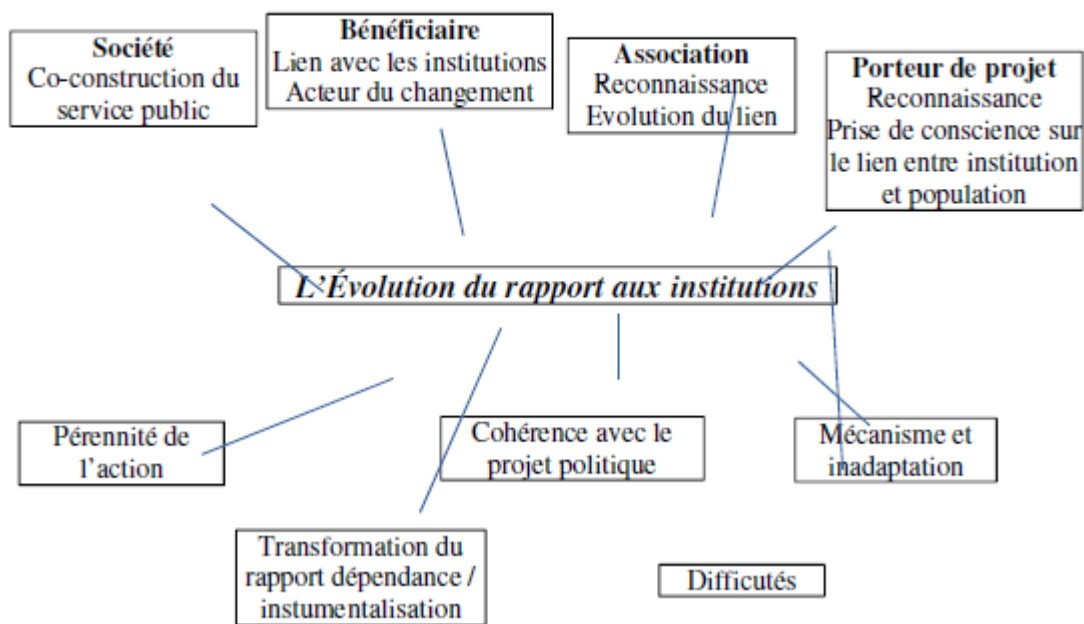 Société
Co-construction du
service public
Bénéficiaire
Lien avec les institutions
Acteur du changement
Association
Reconnaissance
Evolution du lien
Porteur de projet
Reconnaissance
Prise de conscience sur
le lien entre institution
et population
L'Évolution du rapport aux institutions
Pérennité de
l'action
Cohérence avec le
projet politique
Mécanisme et
inadaptation
Transformation du
rapport dépendance /
instumentalisation
Difficutés